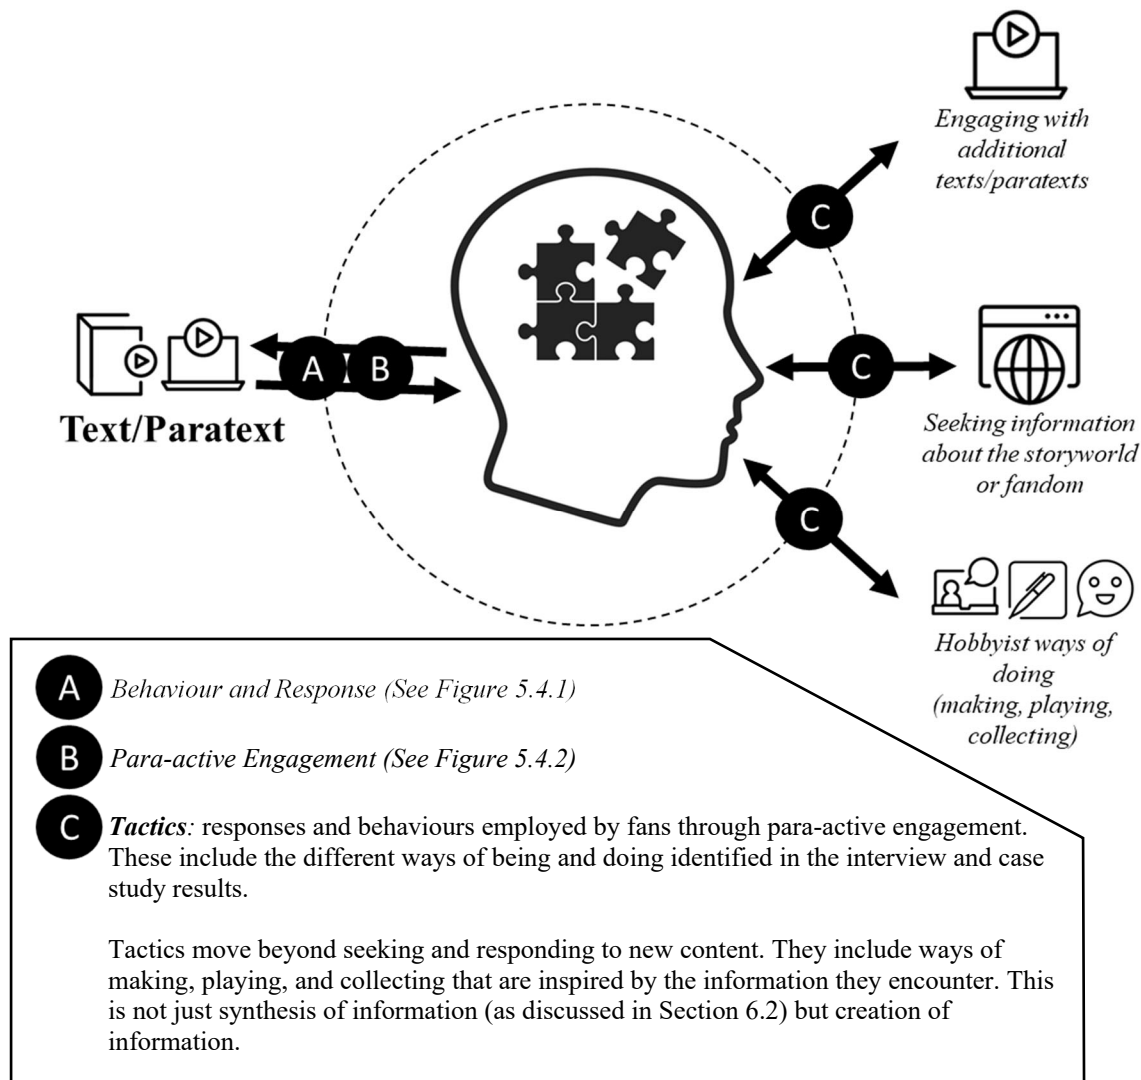 Engaging with
additional
texts/paratexts
C
A
B
C
Text/Paratext
Seeking information
about the storyworld
or fandom
C
Hobbyist ways of
doing
(making, playing,
collecting)
A Behaviour and Response (See Figure 5.4.1)
B Para-active Engagement (See Figure 5.4.2)
C Tactics: responses and behaviours employed by fans through para-active engagement.
These include the different ways of being and doing identified in the interview and case
study results.
Tactics move beyond seeking and responding to new content. They include ways of
making, playing, and collecting that are inspired by the information they encounter. This
is not just synthesis of information (as discussed in Section 6.2) but creation of
information.